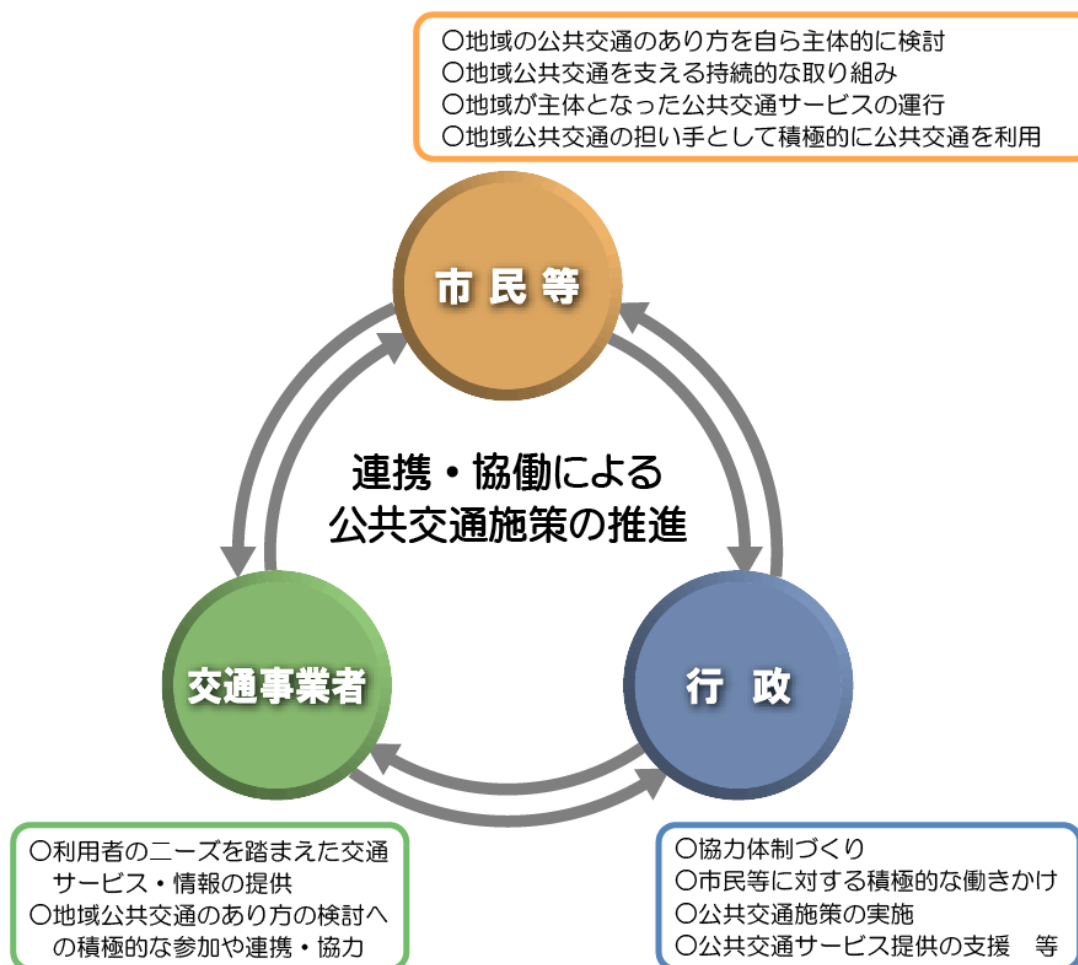 〇地域の公共交通のあり方を自ら主体的に検討
〇地域公共交通を支える持続的な取り組み
〇地域が主体となった公共交通サービスの運行
〇地域公共交通の担い手として積極的に公共交通を利用
市民等
連携・協働による
公共交通施策の推進
交通事業者
行政
〇利用者のニーズを踏まえた交通
サービス・情報の提供
〇地域公共交通のあり方の検討へ
の積極的な参加や連携・協力
〇協力体制づくり
〇市民等に対する積極的な働きかけ
〇公共交通施策の実施
〇公共交通サービス提供の支援 等